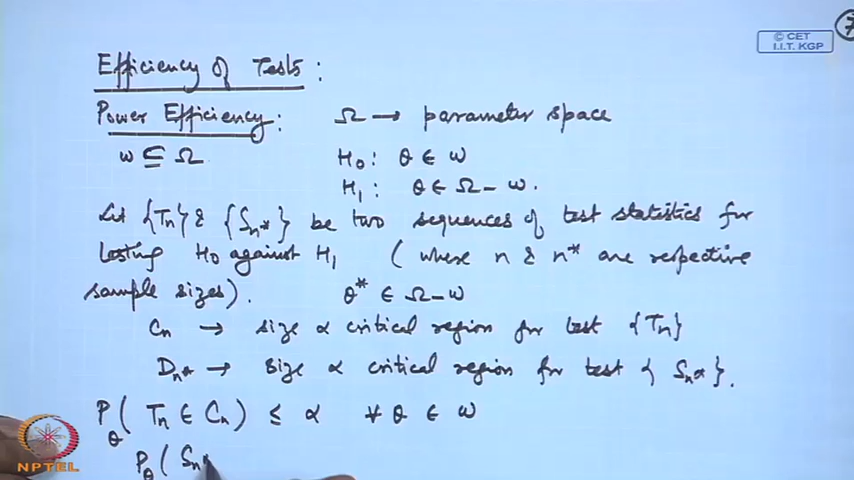 © CET
I.I.T. KGP
Efficiency of Tests :
Power Efficiency : Ω → parameter space
ω ⊆ Ω H₀ : θ ∈ ω
H₁ : θ ∈ Ω - ω .
Let {Tn} & {Sn*} be two sequences of test statistics for
testing H₀ against H₁ ( where n & n* are respective
sample sizes ) . θ* ∈ Ω - ω
Cn → size α critical region for test {Tn}
Dn* → size α critical region for test { Sn* } .
Pθ ( Tn ∈ Cn ) ≤ α ∀ θ ∈ ω
Pθ ( Sn
NPTEL